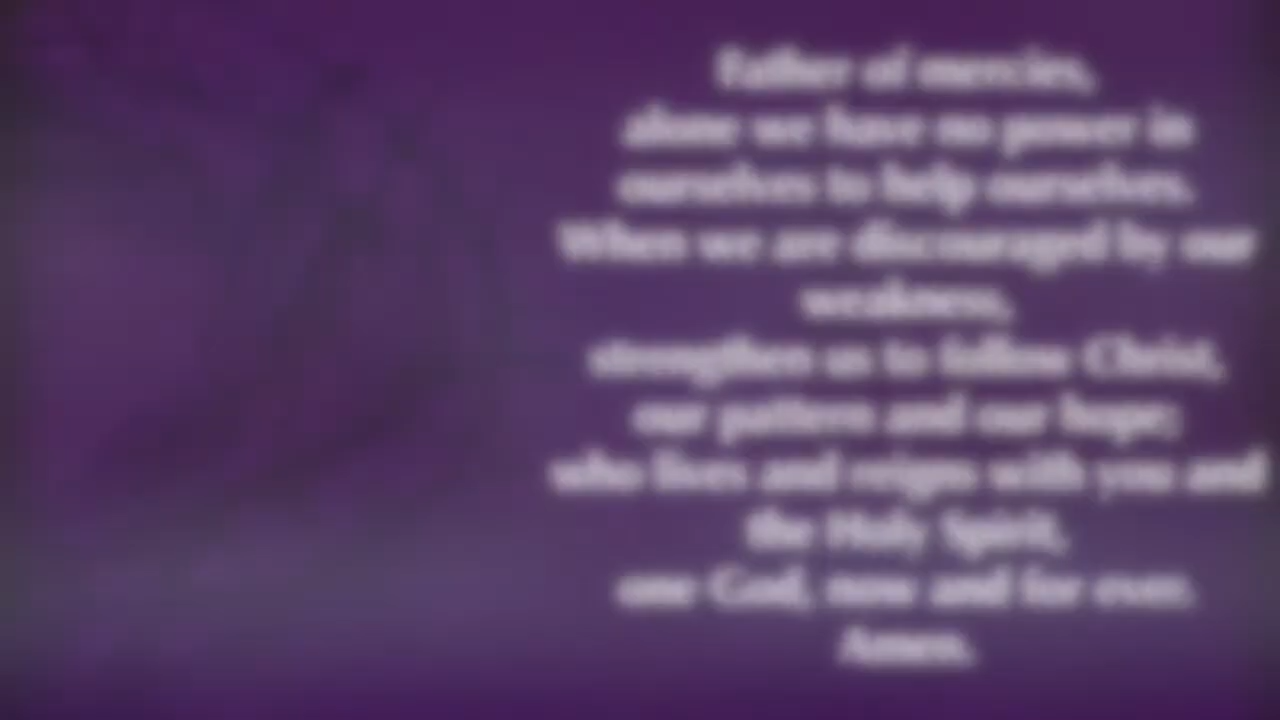 Father of mercies,
alone we have no power in
ourselves to help ourselves.
When we are discouraged by our
weakness,
strengthen us to follow Christ,
our pattern and our hope;
who lives and reigns with you and
the Holy Spirit,
one God, now and for ever.
Amen.